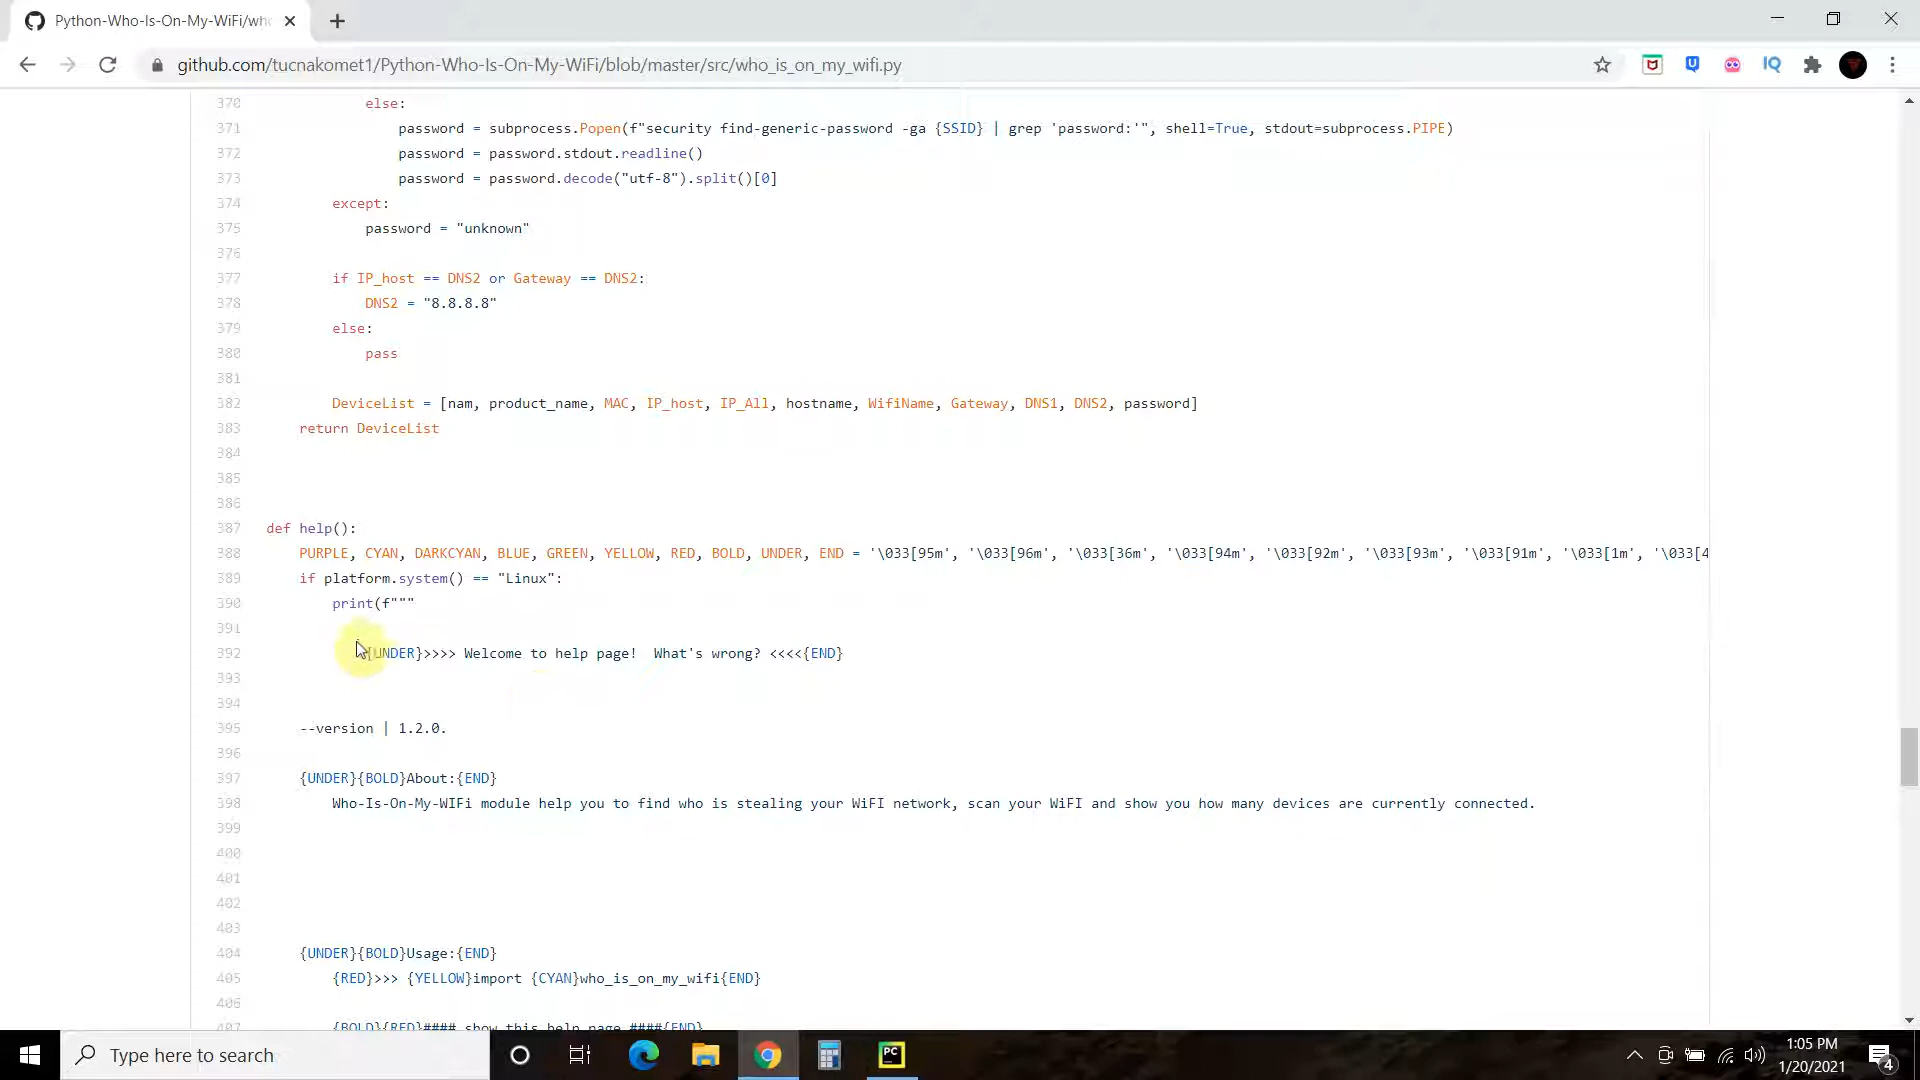 Python-Who-Is-On-My-WiFi/who
github.com/tucnakomet1/Python-Who-Is-On-My-WiFi/blob/master/src/who_is_on_my_wifi.py
370 else:
371 password = subprocess.Popen(f"security find-generic-password -ga {SSID} | grep 'password:'", shell=True, stdout=subprocess.PIPE)
372 password = password.stdout.readline()
373 password = password.decode("utf-8").split()[0]
374 except:
375 password = "unknown"
376
377 if IP_host == DNS2 or Gateway == DNS2:
378 DNS2 = "8.8.8.8"
379 else:
380 pass
381
382 DeviceList = [nam, product_name, MAC, IP_host, IP_All, hostname, WifiName, Gateway, DNS1, DNS2, password]
383 return DeviceList
384
385
386
387 def help():
388 PURPLE, CYAN, DARKCYAN, BLUE, GREEN, YELLOW, RED, BOLD, UNDER, END = '\033[95m', '\033[96m', '\033[36m', '\033[94m', '\033[92m', '\033[93m', '\033[91m', '\033[1m', '\033[4
389 if platform.system() == "Linux":
390 print(f"""
391
392 {UNDER}>>>> Welcome to help page! What's wrong? <<<<{END}
393
394
395 --version | 1.2.0.
396
397 {UNDER}{BOLD}About:{END}
398 Who-Is-On-My-WIFi module help you to find who is stealing your WiFI network, scan your WiFI and show you how many devices are currently connected.
399
400
401
402
403
404 {UNDER}{BOLD}Usage:{END}
405 {RED}>>> {YELLOW}import {CYAN}who_is_on_my_wifi{END}
406
407 {BOLD}{RED}#### show this help page ####{END}
Type here to search
PC
1:05 PM
1/20/2021
4